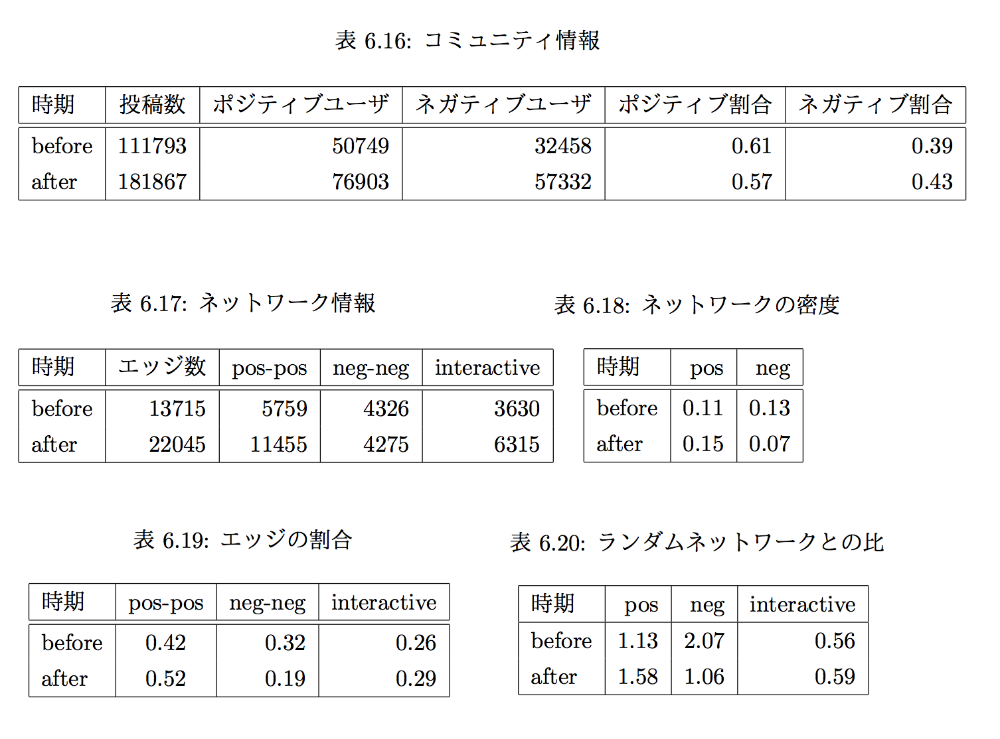 表 6.16: コミュニティ情報
時期 投稿数 ポジティブユーザ ネガティブユーザ ポジティブ割合 ネガティブ割合
before 111793 50749 32458 0.61 0.39
after 181867 76903 57332 0.57 0.43
表 6.17: ネットワーク情報
時期 エッジ数 pos-pos neg-neg interactive
before 13715 5759 4326 3630
after 22045 11455 4275 6315
表 6.18: ネットワークの密度
時期 pos neg
before 0.11 0.13
after 0.15 0.07
表 6.19: エッジの割合
時期 pos-pos neg-neg interactive
before 0.42 0.32 0.26
after 0.52 0.19 0.29
表 6.20: ランダムネットワークとの比
時期 pos neg interactive
before 1.13 2.07 0.56
after 1.58 1.06 0.59